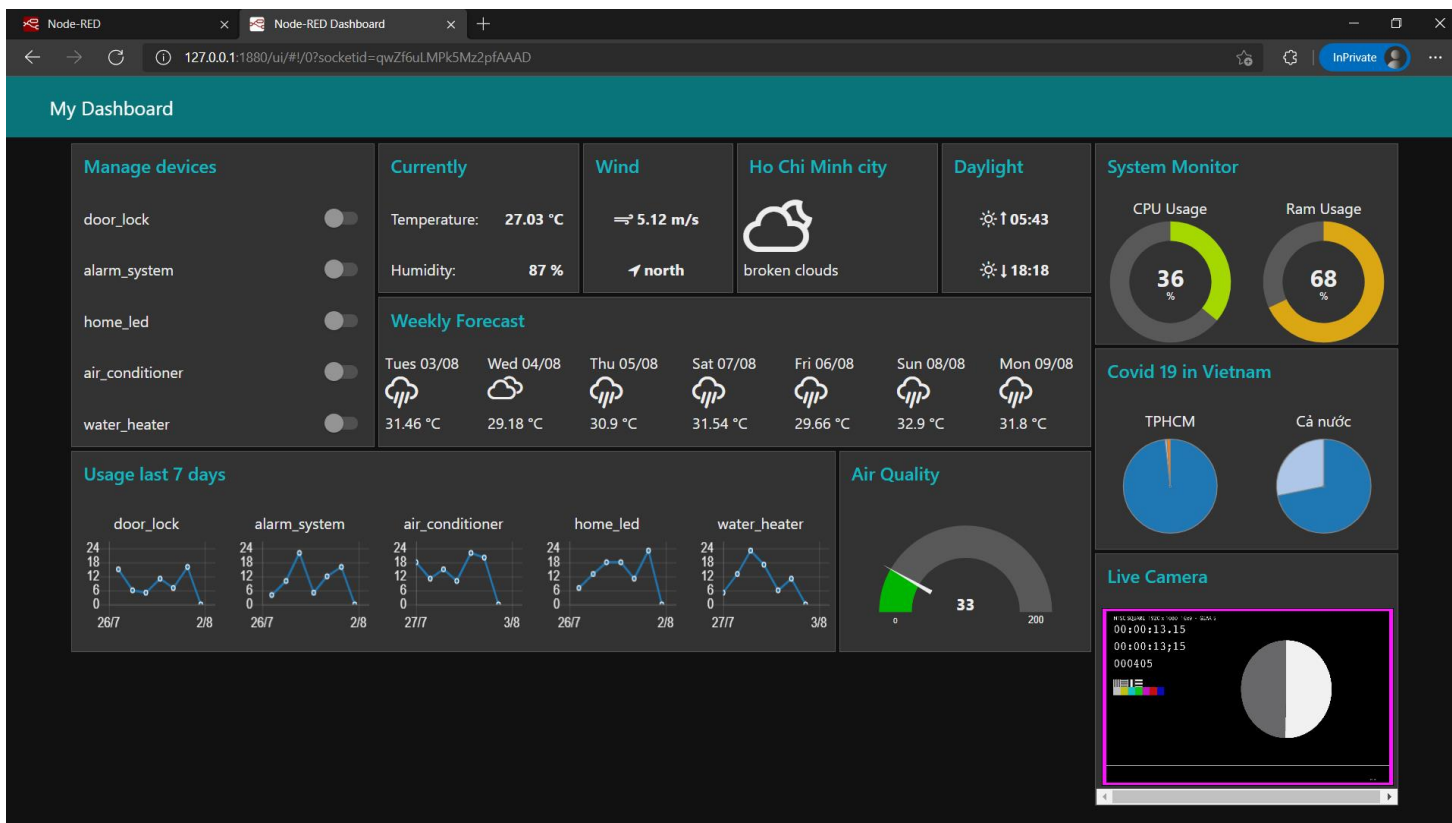 Node-RED
Node-RED Dashboard
127.0.0.1:1880/ui/#!/0?socketid=qwZf6uLMPk5Mz2pfAAAD
InPrivate
My Dashboard
Manage devices
door_lock
alarm_system
home_led
air_conditioner
water_heater
Currently
Temperature: 27.03 °C
Humidity: 87 %
Wind
5.12 m/s
north
Ho Chi Minh city
broken clouds
Daylight
05:43
18:18
System Monitor
CPU Usage
36
%
Ram Usage
68
%
Weekly Forecast
Tues 03/08 Wed 04/08 Thu 05/08 Sat 07/08 Fri 06/08 Sun 08/08 Mon 09/08
31.46 °C 29.18 °C 30.9 °C 31.54 °C 29.66 °C 32.9 °C 31.8 °C
Covid 19 in Vietnam
TPHCM Cả nước
Usage last 7 days
door_lock
24
18
12
6
0
26/7 2/8
alarm_system
24
18
12
6
0
26/7 2/8
air_conditioner
24
18
12
6
0
27/7 3/8
home_led
24
18
12
6
0
26/7 2/8
water_heater
24
18
12
6
0
27/7 3/8
Air Quality
33
0 200
Live Camera
00:00:13.15
00:00:13;15
000405